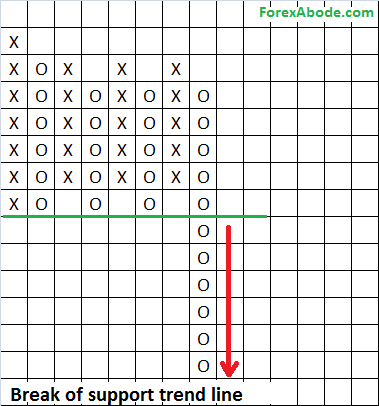 ForexAbode.com
X
X O X X X
X O X O X O X O
X O X O X O X O
X O X O X O X O
X O X O X O X O
X O O O O
O
O
O
O
O
O
Break of support trend line